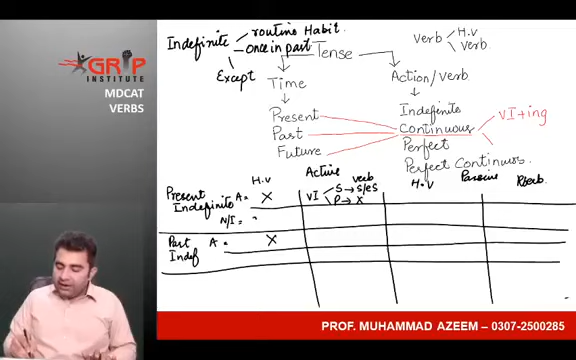 routine Habit.
Indefinite
once in part
Except
Tense
Verb
H.V
verb.
Time
Action/verb
Present
Past
Future
Indefinite
Continuous
Perfect
Perfect Continuous.
VI+ing
GRIP
INSTITUTE
MDCAT
VERBS
Active
Passive
H.V
verb
H.V
Present
Indefinite
A= X
VI
S → s/es
P → X
N/I =
Past
Indef
A = X
PROF. MUHAMMAD AZEEM – 0307-2500285